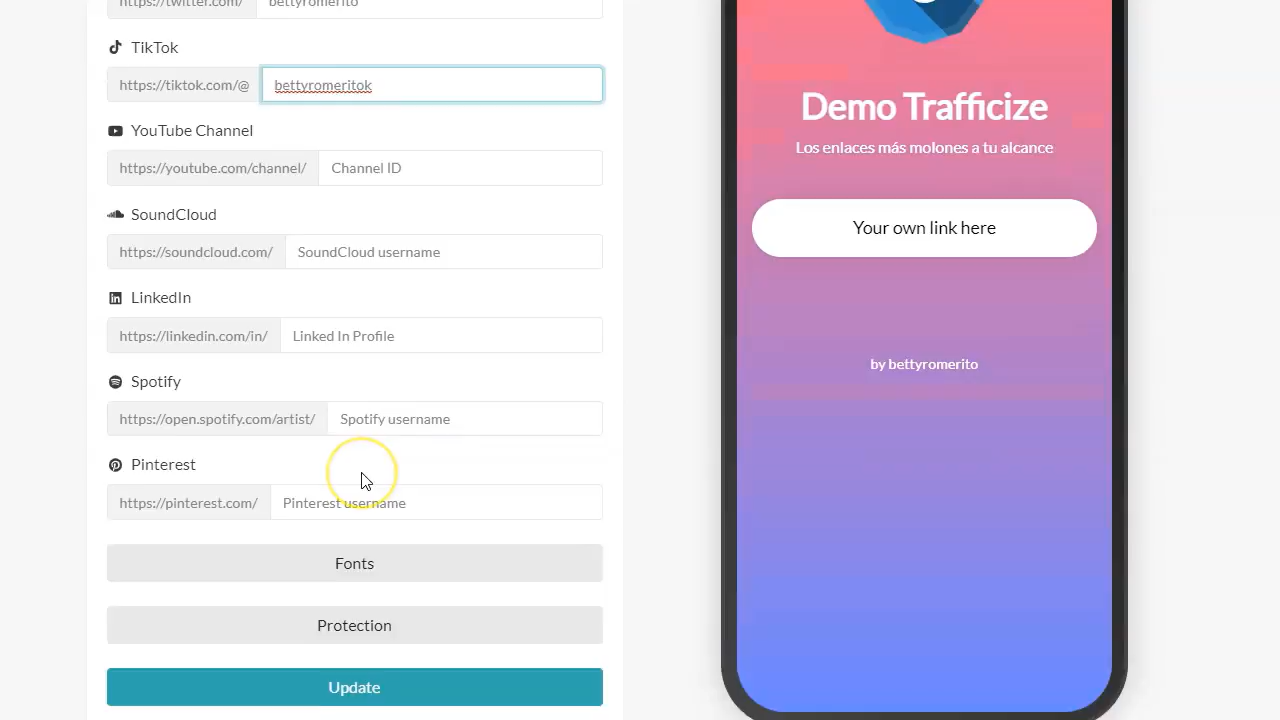 https://twitter.com/ bettyromerito
TikTok
https://tiktok.com/@ bettyromeritok
YouTube Channel
https://youtube.com/channel/ Channel ID
SoundCloud
https://soundcloud.com/ SoundCloud username
LinkedIn
https://linkedin.com/in/ Linked In Profile
Spotify
https://open.spotify.com/artist/ Spotify username
Pinterest
https://pinterest.com/ Pinterest username
Fonts
Protection
Update
Demo Trafficize
Los enlaces más molones a tu alcance
Your own link here
by bettyromerito